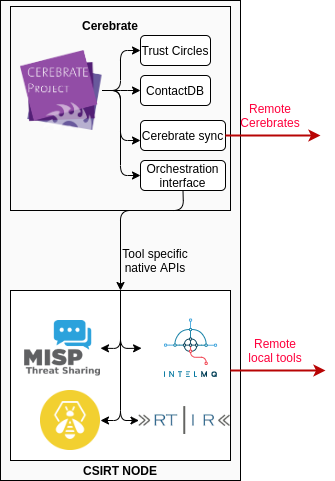 Cerebrate
CEREBRATE
PROJECT
Trust Circles
ContactDB
Cerebrate sync
Orchestration
interface
Remote
Cerebrates
Tool specific
native APIs
MISP
Threat Sharing
INTELMQ
Remote
local tools
RT IR
CSIRT NODE